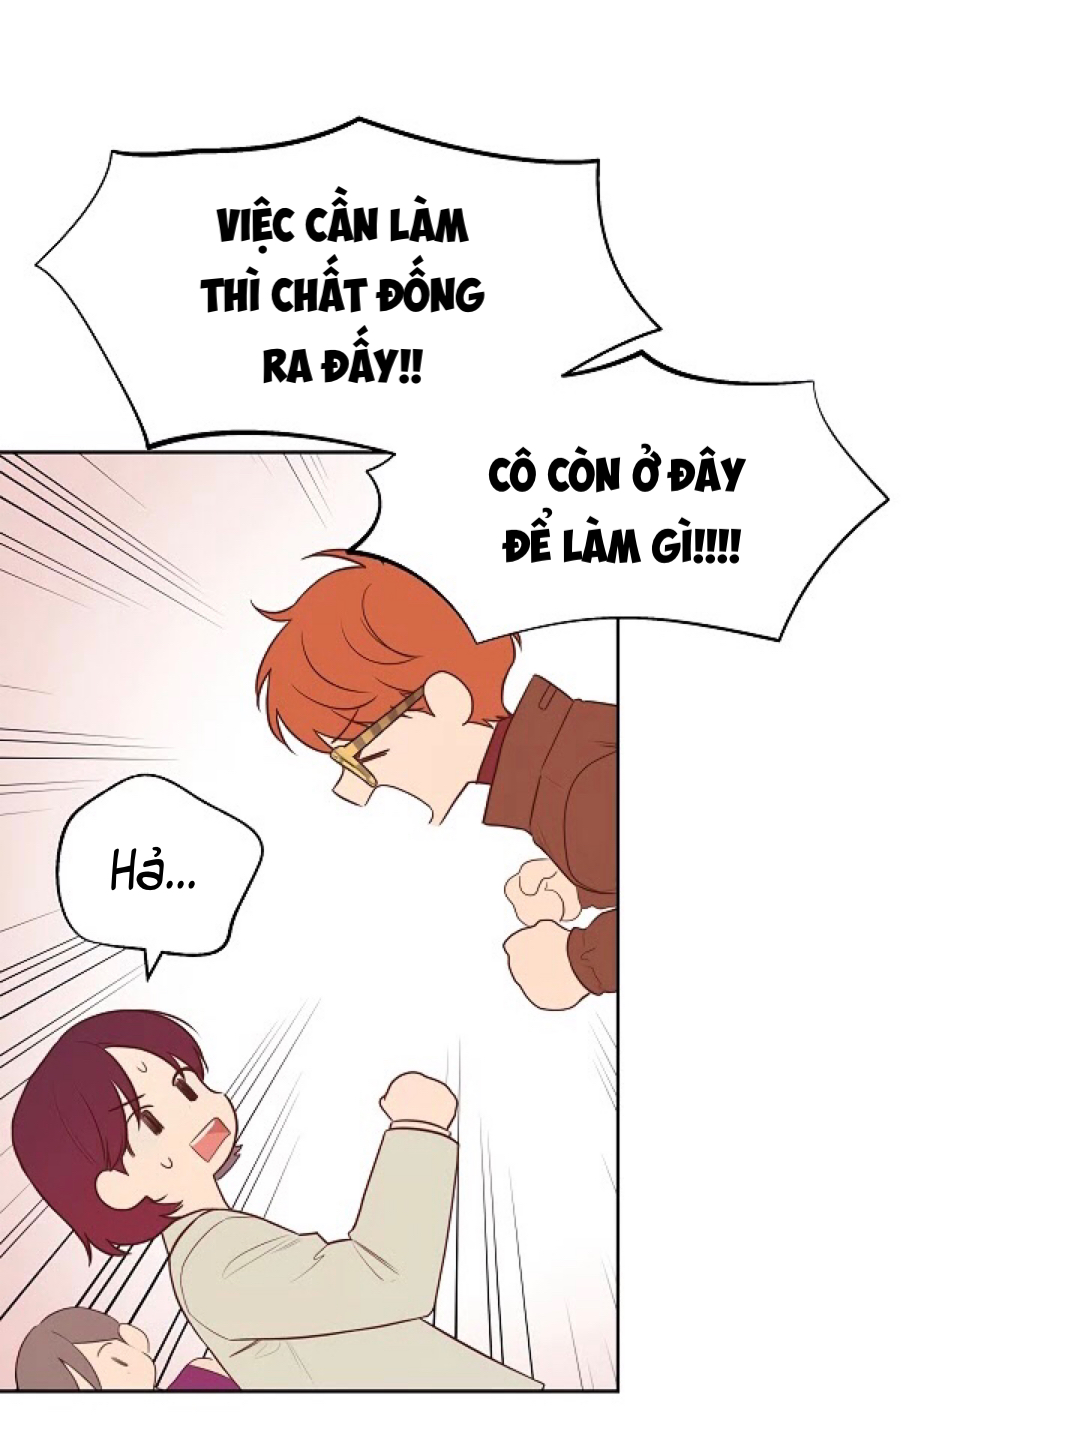 VIỆC CẦN LÀM
THÌ CHẤT ĐỐNG
RA ĐẤY!!
CÔ CÒN Ở ĐÂY
ĐỂ LÀM GÌ!!!!
Hả...